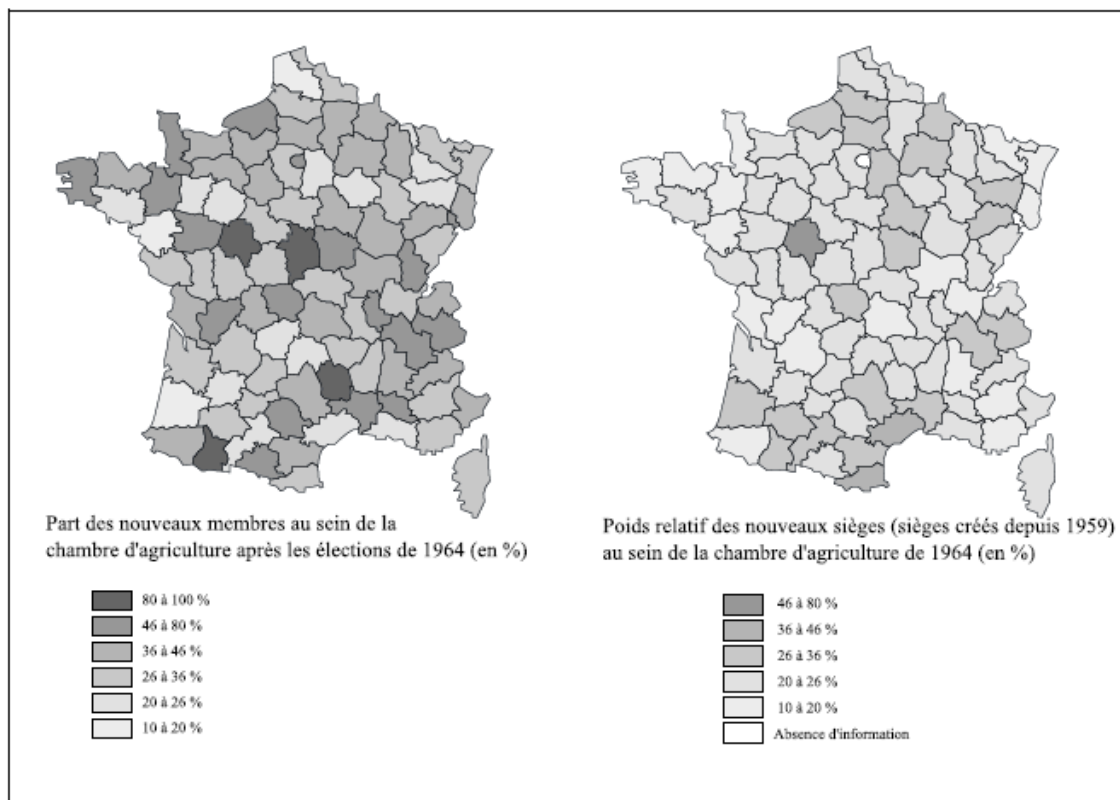 Part des nouveaux membres au sein de la
chambre d'agriculture après les élections de 1964 (en %)
80 à 100 %
46 à 80 %
36 à 46 %
26 à 36 %
20 à 26 %
10 à 20 %
Poids relatif des nouveaux sièges (sièges créés depuis 1959)
au sein de la chambre d'agriculture de 1964 (en %)
46 à 80 %
36 à 46 %
26 à 36 %
20 à 26 %
10 à 20 %
Absence d'information